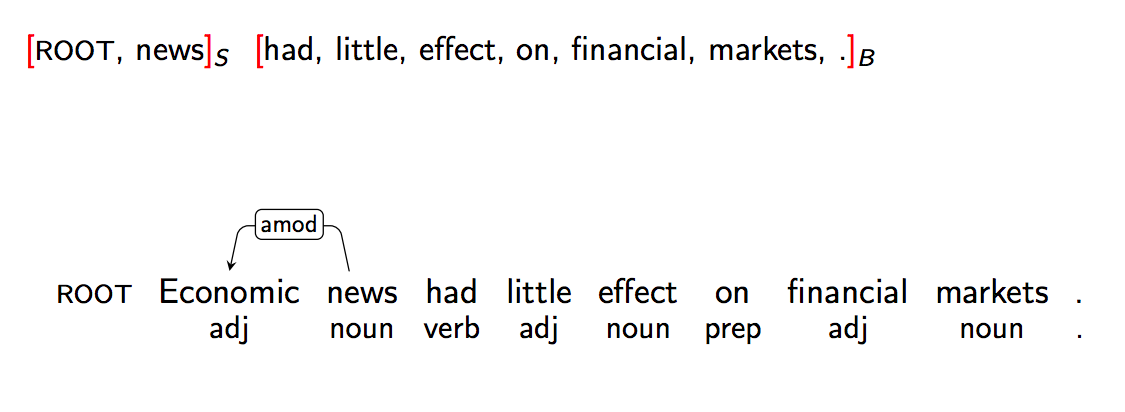 [ROOT, news]S [had, little, effect, on, financial, markets, .]B
amod
ROOT Economic news had little effect on financial markets .
adj noun verb adj noun prep adj noun .